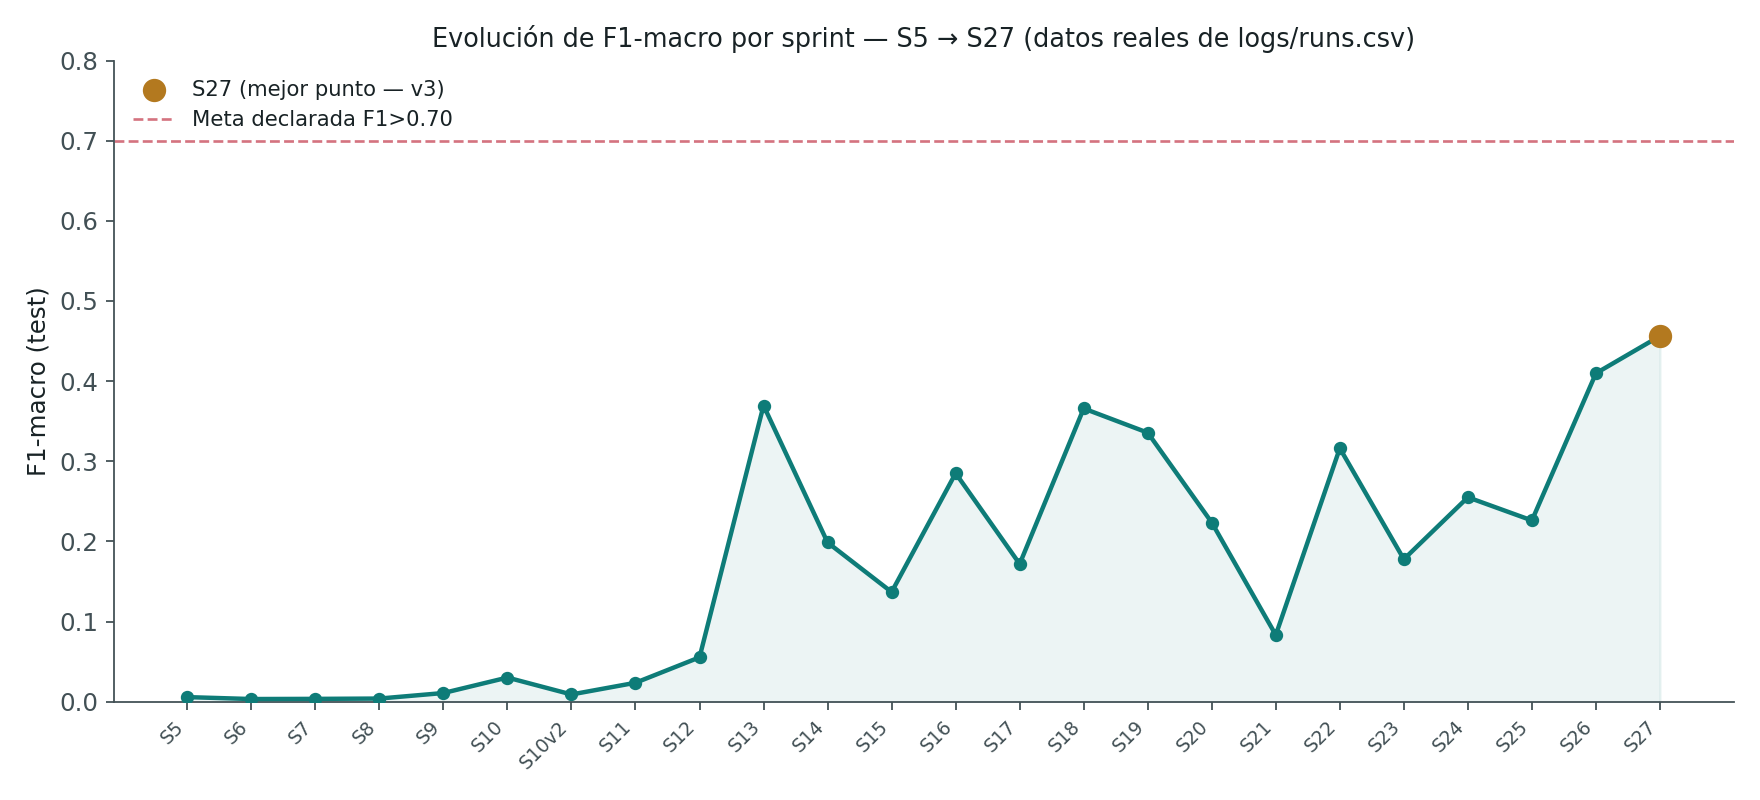 Evolución de F1-macro por sprint — S5 → S27 (datos reales de logs/runs.csv)
S27 (mejor punto — v3)
Meta declarada F1>0.70
F1-macro (test)
0.8
0.7
0.6
0.5
0.4
0.3
0.2
0.1
0.0
S5
S6
S7
S8
S9
S10
S10v2
S11
S12
S13
S14
S15
S16
S17
S18
S19
S20
S21
S22
S23
S24
S25
S26
S27